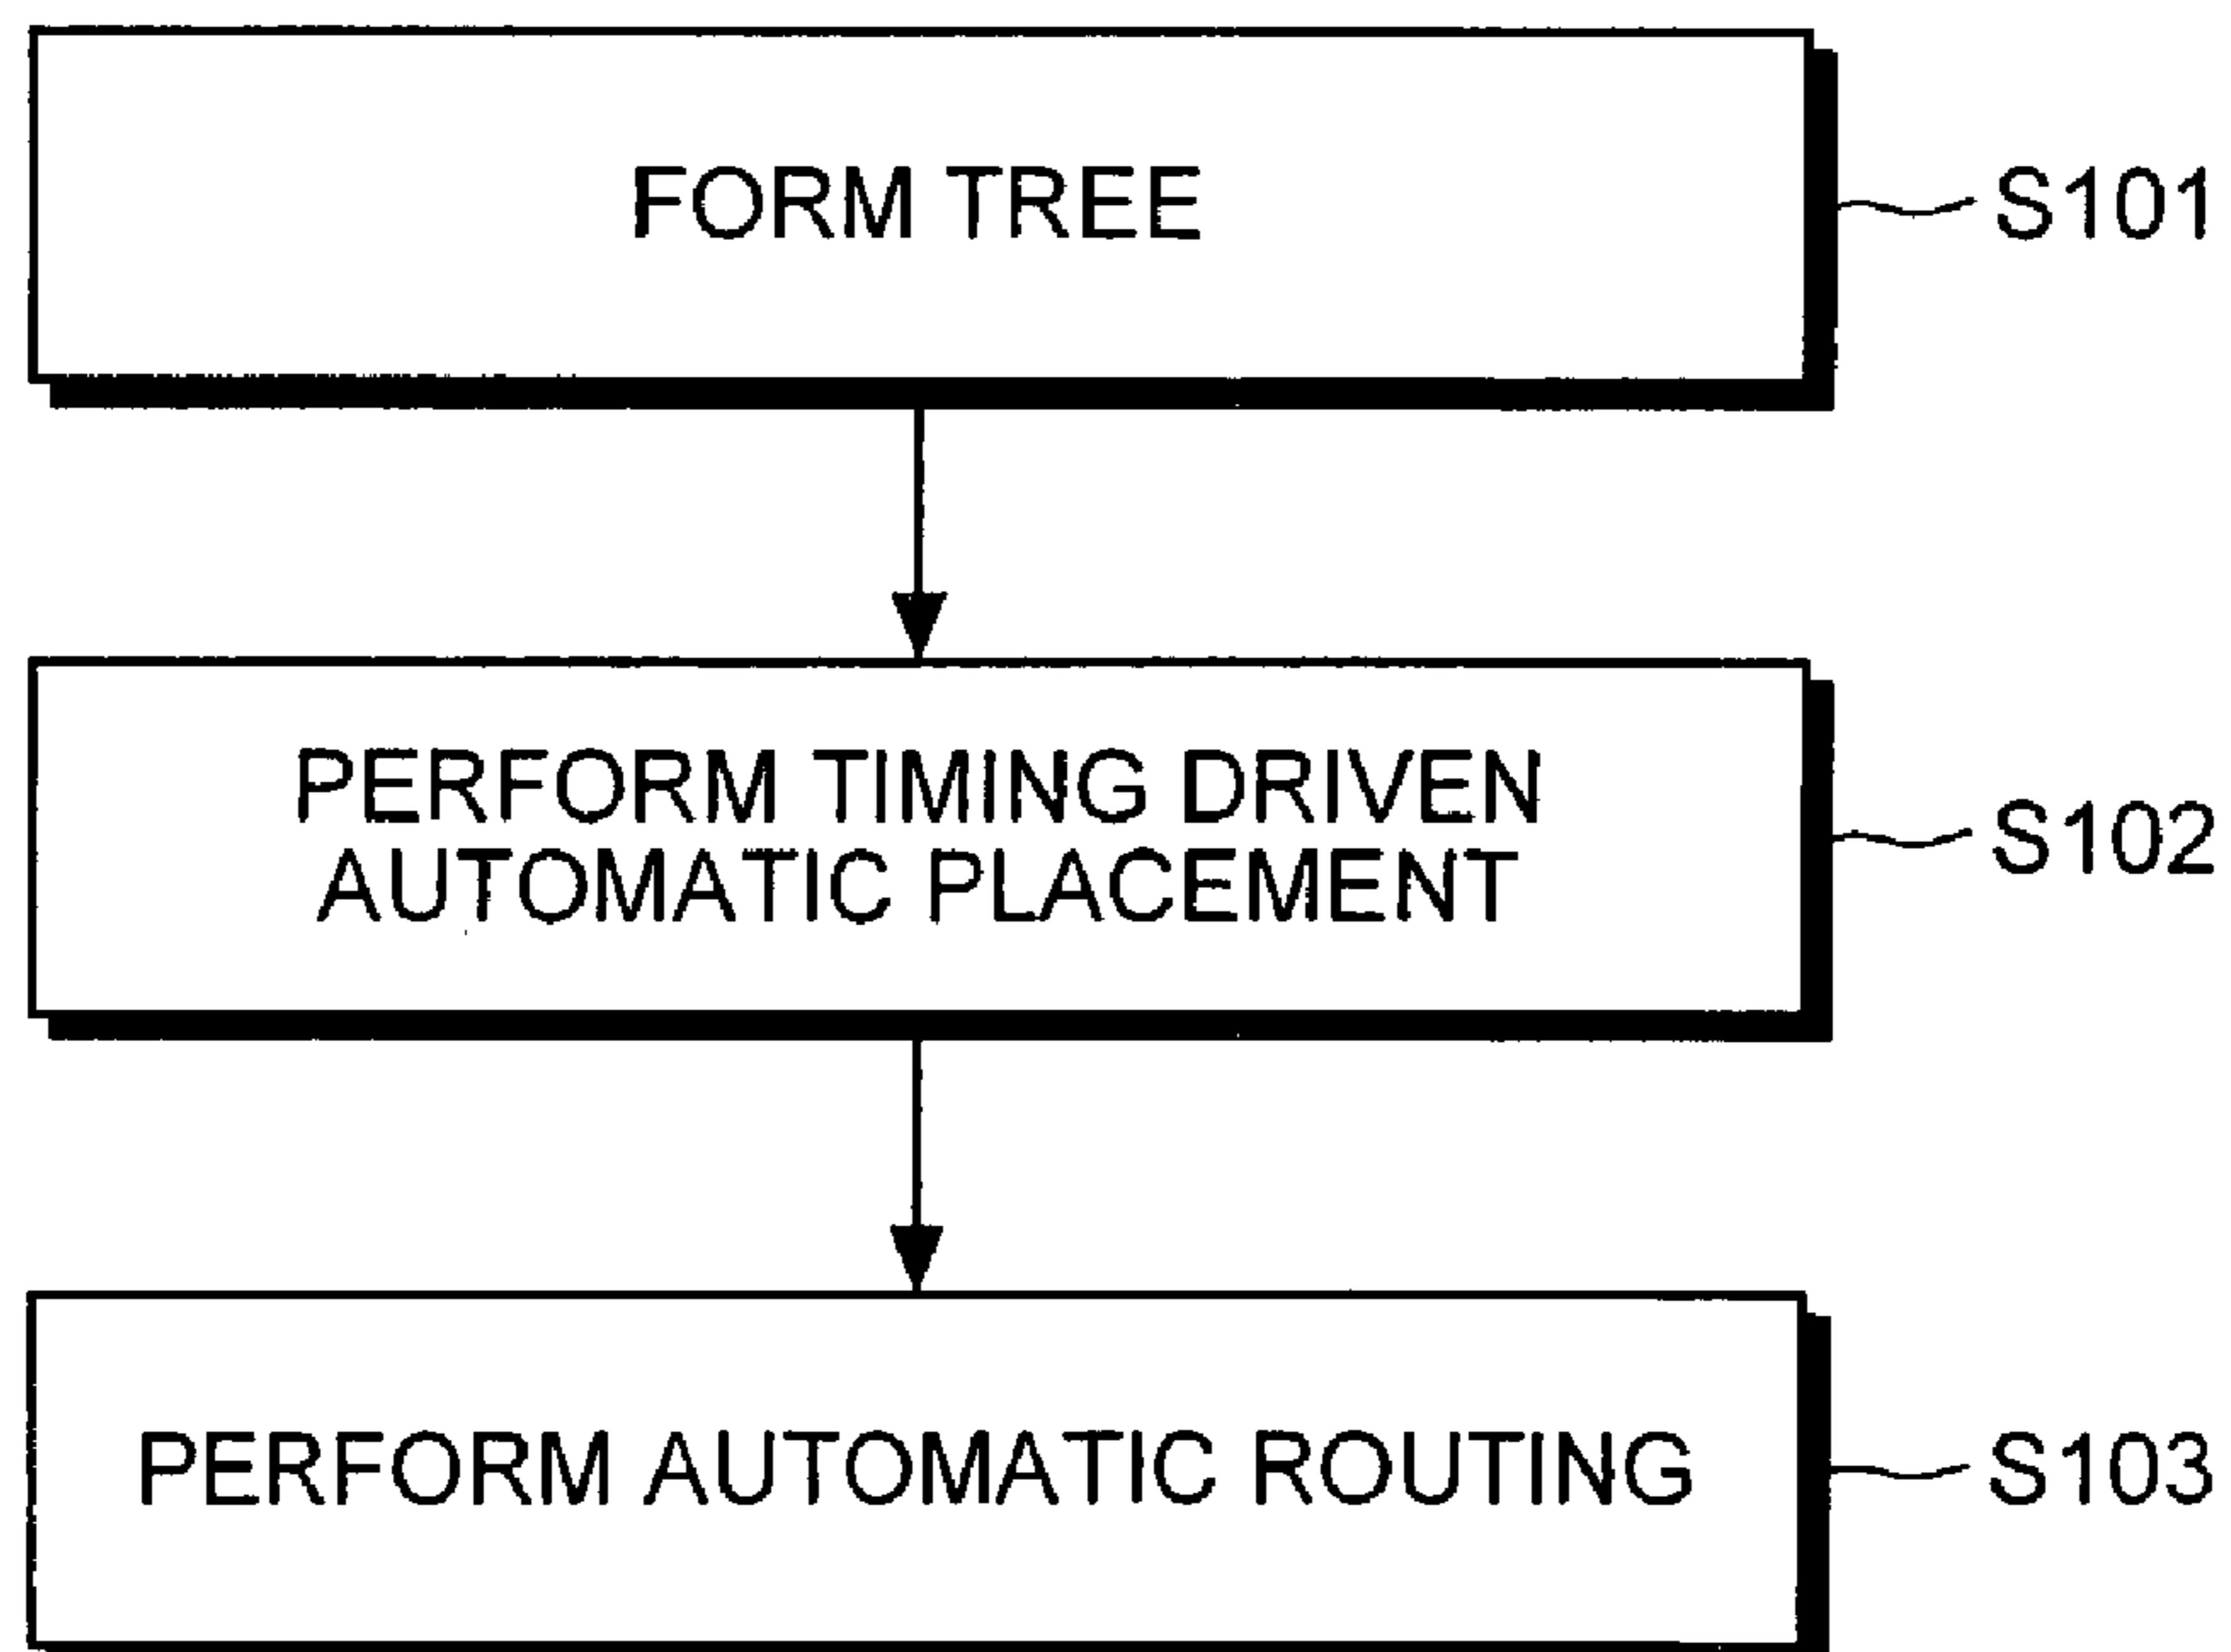 FORM TREE
S101
PERFORM TIMING DRIVEN
AUTOMATIC PLACEMENT
S102
PERFORM AUTOMATIC ROUTING
S103